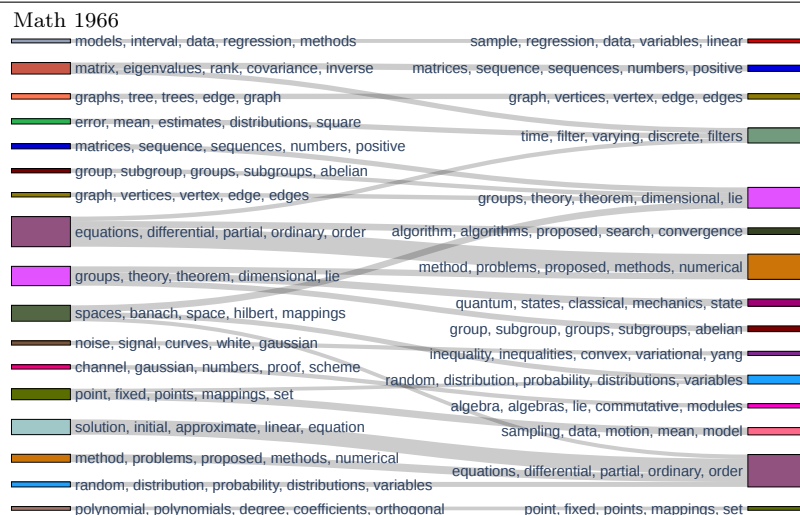 Math 1966
models, interval, data, regression, methods
matrix, eigenvalues, rank, covariance, inverse
graphs, tree, trees, edge, graph
error, mean, estimates, distributions, square
matrices, sequence, sequences, numbers, positive
group, subgroup, groups, subgroups, abelian
graph, vertices, vertex, edge, edges
equations, differential, partial, ordinary, order
groups, theory, theorem, dimensional, lie
spaces, banach, space, hilbert, mappings
noise, signal, curves, white, gaussian
channel, gaussian, numbers, proof, scheme
point, fixed, points, mappings, set
solution, initial, approximate, linear, equation
method, problems, proposed, methods, numerical
random, distribution, probability, distributions, variables
polynomial, polynomials, degree, coefficients, orthogonal
sample, regression, data, variables, linear
matrices, sequence, sequences, numbers, positive
graph, vertices, vertex, edge, edges
time, filter, varying, discrete, filters
groups, theory, theorem, dimensional, lie
algorithm, algorithms, proposed, search, convergence
method, problems, proposed, methods, numerical
quantum, states, classical, mechanics, state
group, subgroup, groups, subgroups, abelian
inequality, inequalities, convex, variational, yang
random, distribution, probability, distributions, variables
algebra, algebras, lie, commutative, modules
sampling, data, motion, mean, model
equations, differential, partial, ordinary, order
point, fixed, points, mappings, set